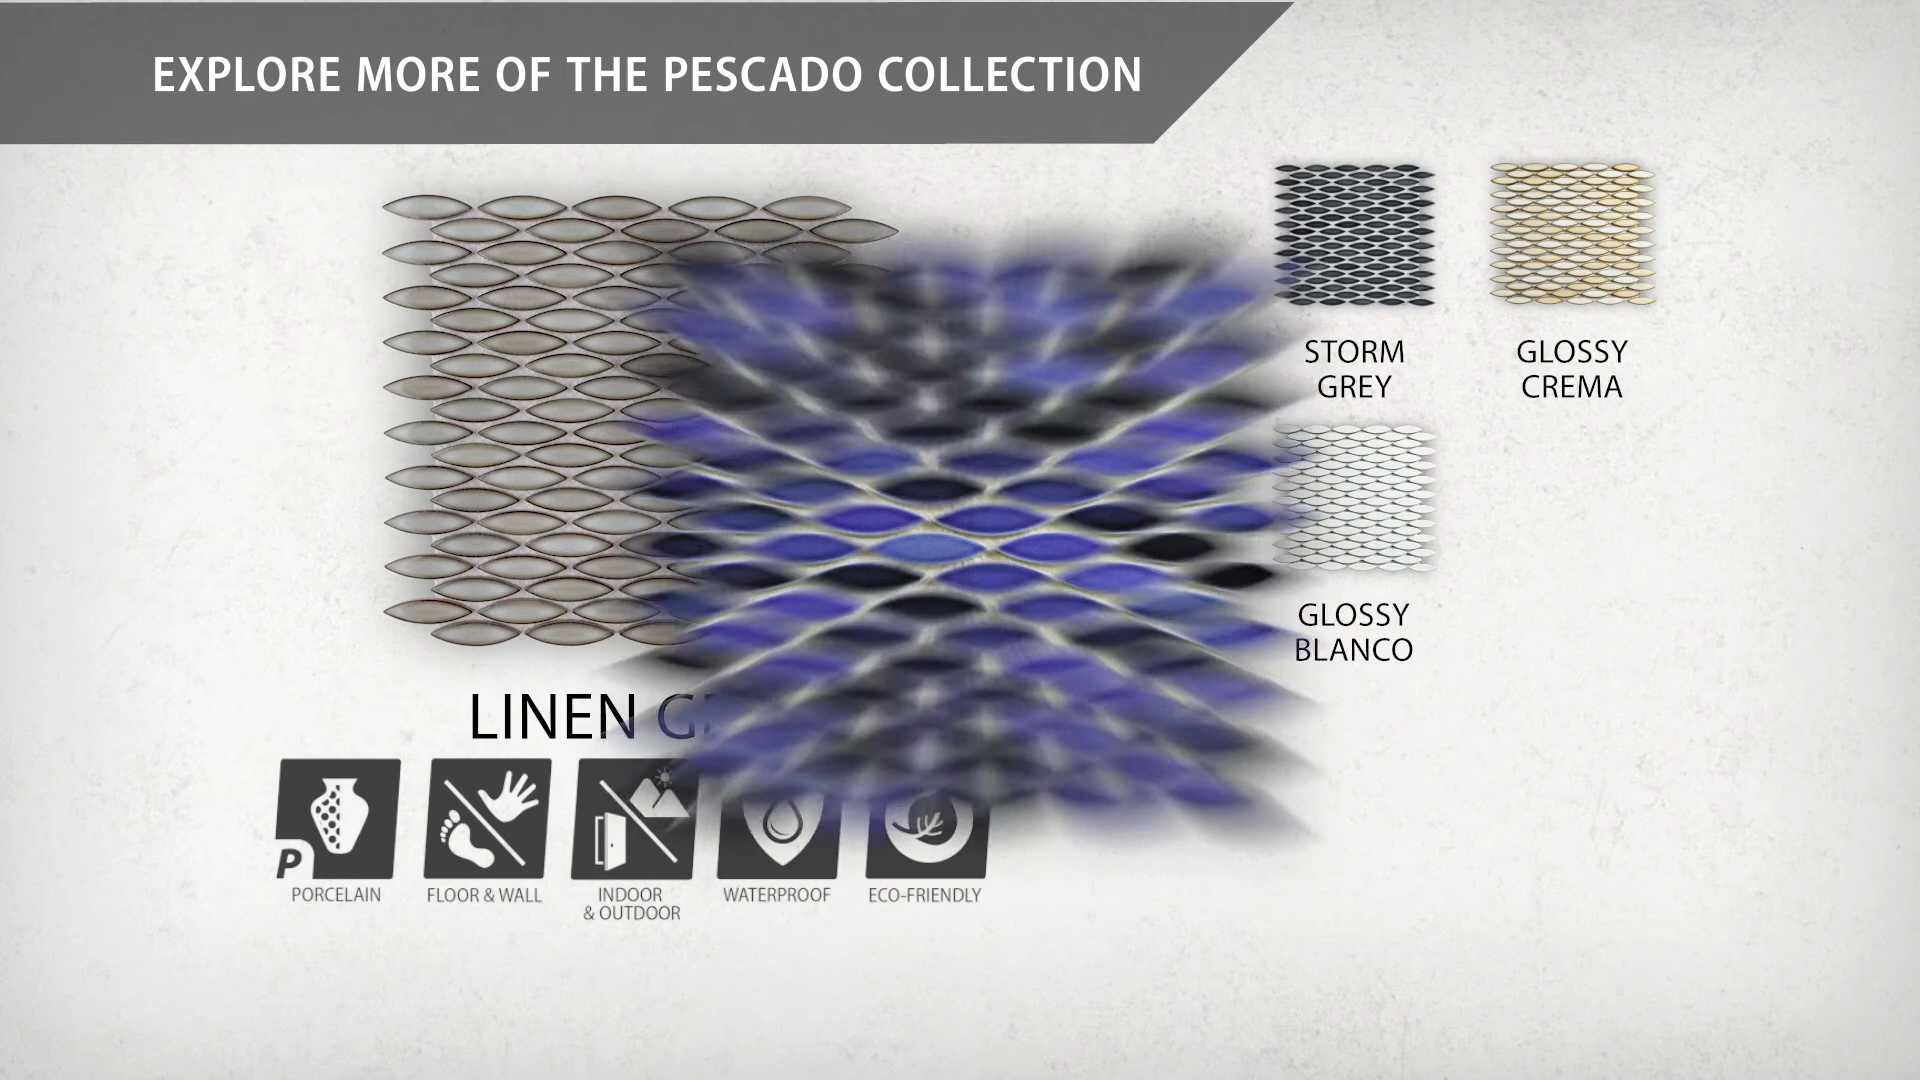 EXPLORE MORE OF THE PESCADO COLLECTION
STORM
GREY
GLOSSY
CREMA
GLOSSY
BLANCO
LINEN
P
PORCELAIN
FLOOR & WALL
INDOOR
& OUTDOOR
WATERPROOF
ECO-FRIENDLY